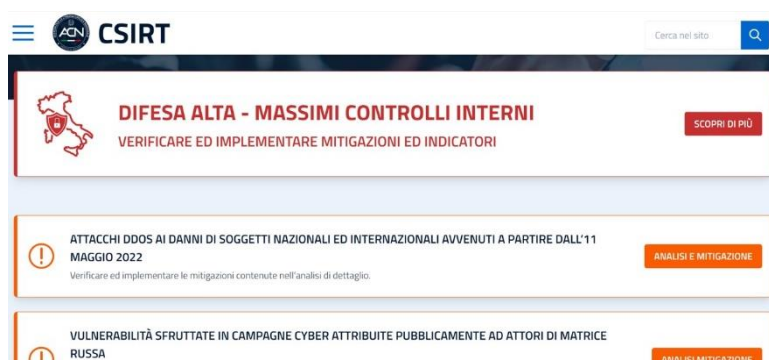 ACN
CSIRT
Cerca nel sito
DIFESA ALTA - MASSIMI CONTROLLI INTERNI
VERIFICARE ED IMPLEMENTARE MITIGAZIONI ED INDICATORI
SCOPRI DI PIÙ
ATTACCHI DDOS AI DANNI DI SOGGETTI NAZIONALI ED INTERNAZIONALI AVVENUTI A PARTIRE DALL'11
MAGGIO 2022
Verificare ed implementare le mitigazioni contenute nell'analisi di dettaglio.
ANALISI E MITIGAZIONE
VULNERABILITÀ SFRUTTATE IN CAMPAGNE CYBER ATTRIBUITE PUBBLICAMENTE AD ATTORI DI MATRICE
RUSSA
ANALISI MITIGAZIONE